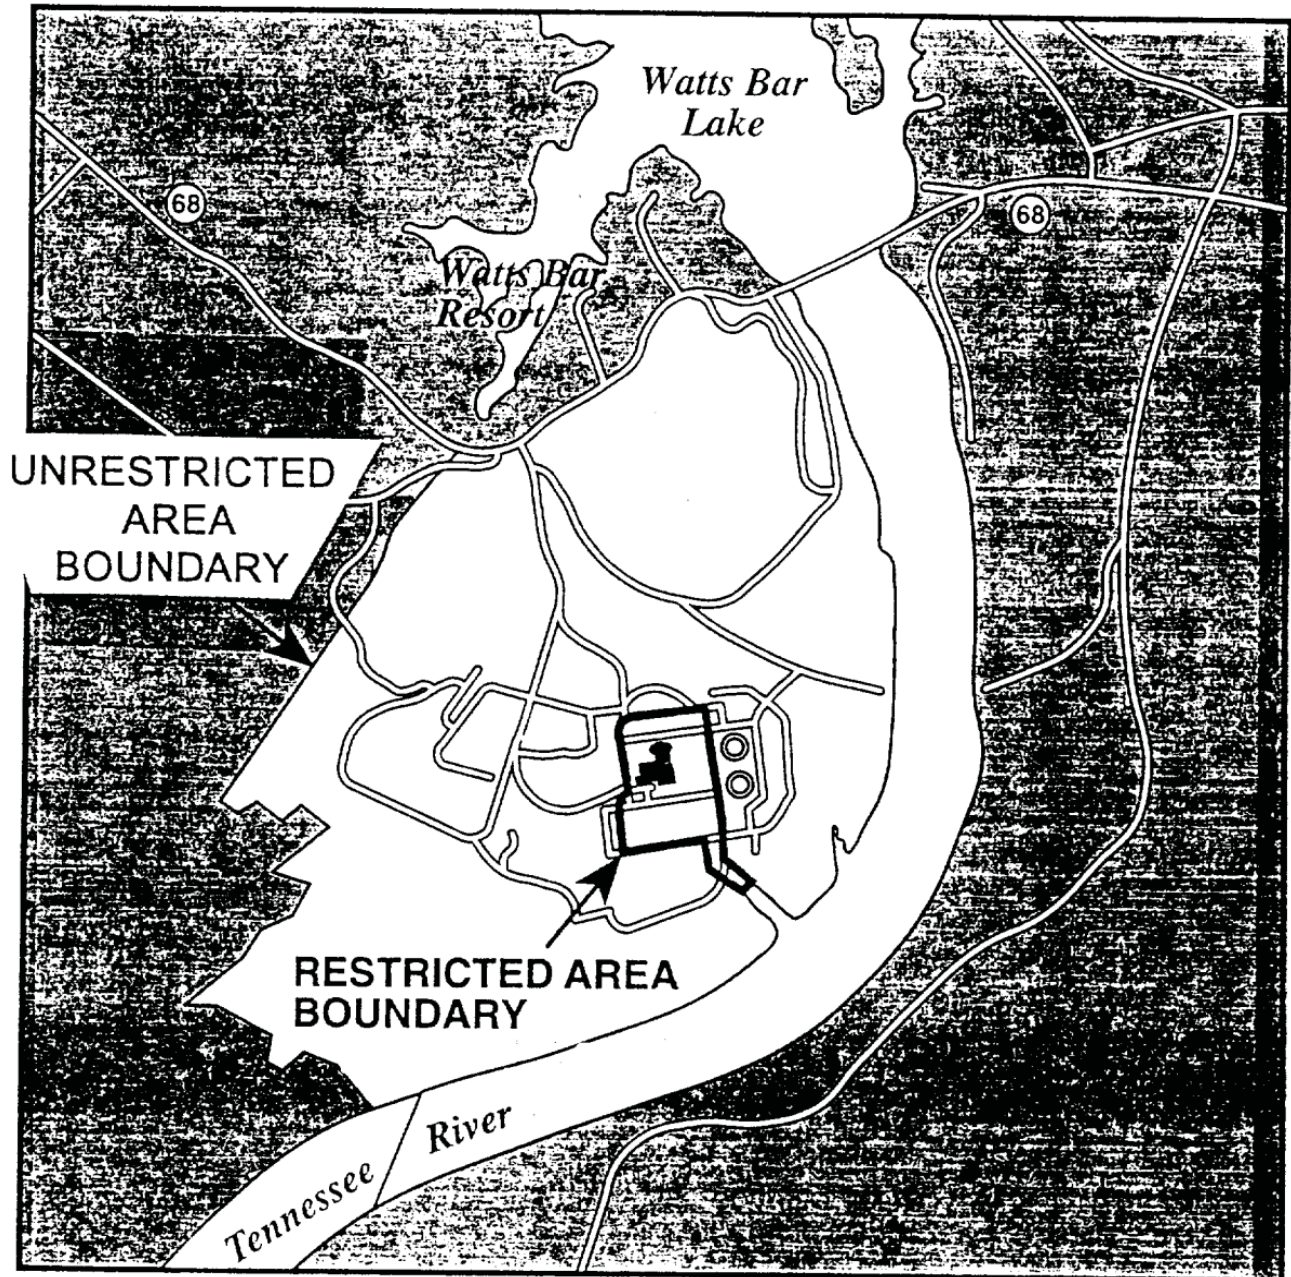 Watts Bar
Lake
68
68
Watts Bar
Resort
UNRESTRICTED
AREA
BOUNDARY
RESTRICTED AREA
BOUNDARY
Tennessee River